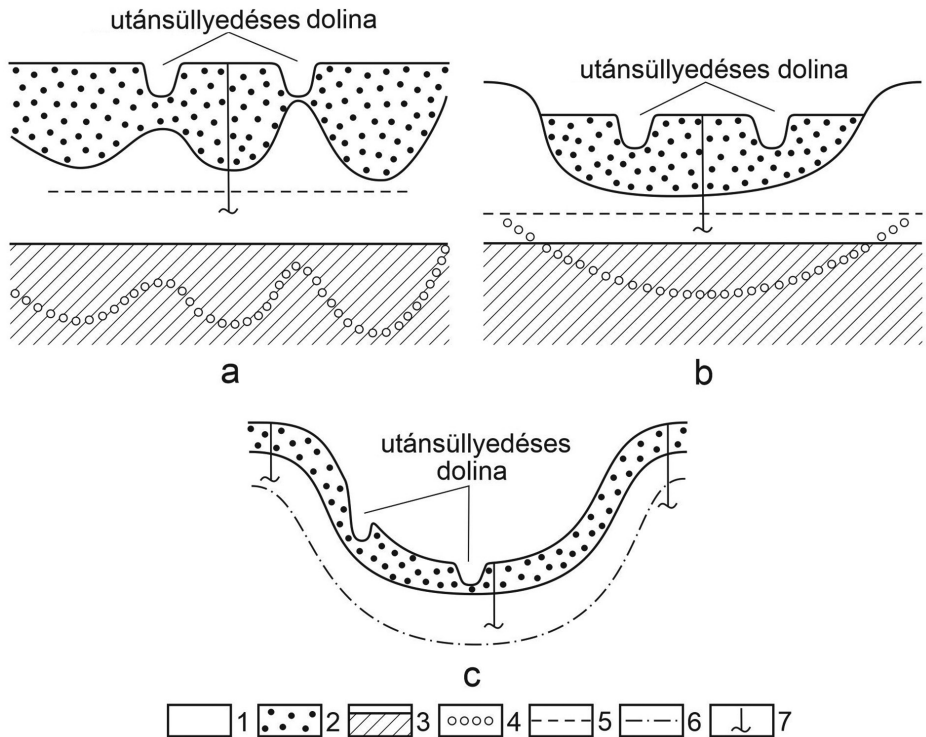 utánsüllyedéses dolina
utánsüllyedéses dolina
a
b
utánsüllyedéses
dolina
c
1 2 3 4 5 6 7